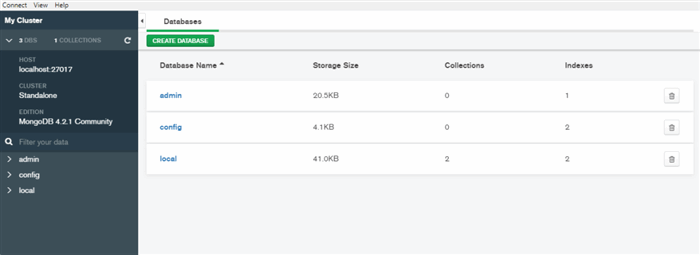 Connect View Help
My Cluster
3 DBS 1 COLLECTIONS
HOST
localhost:27017
CLUSTER
Standalone
EDITION
MongoDB 4.2.1 Community
Filter your data
admin
config
local
Databases
CREATE DATABASE
Database Name Storage Size Collections Indexes
admin 20.5KB 0 1
config 4.1KB 0 2
local 41.0KB 2 2